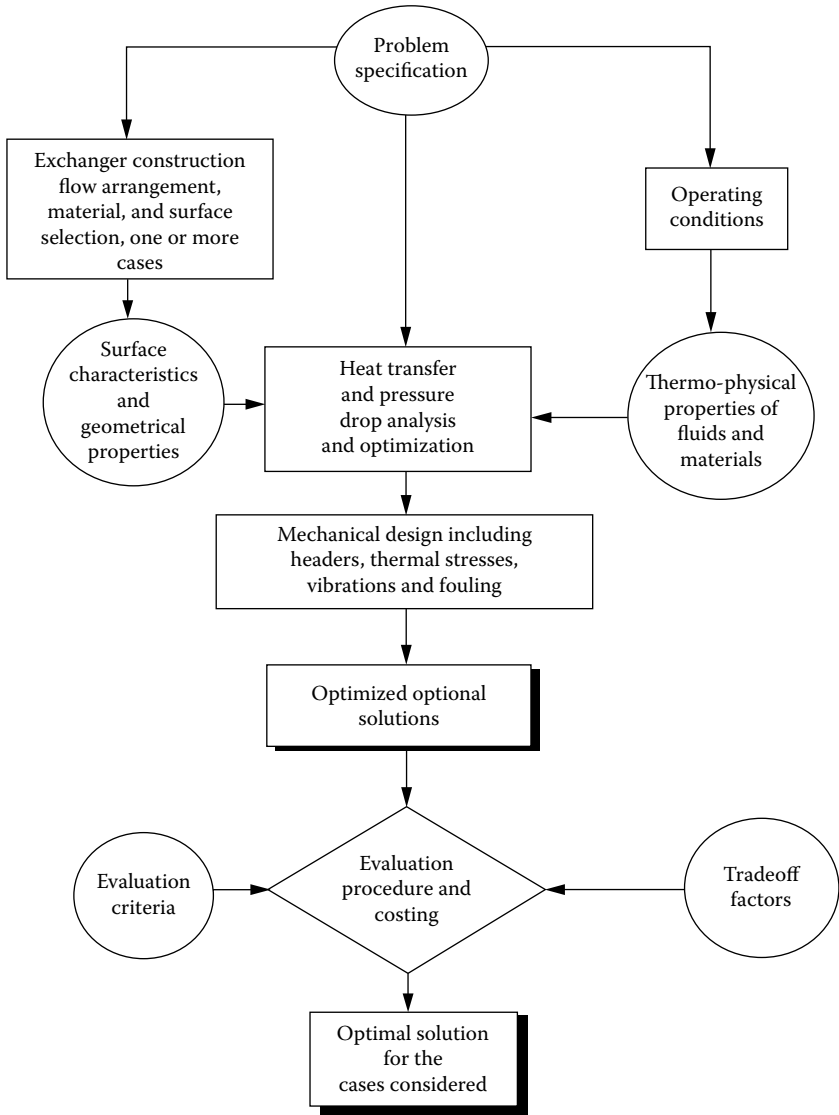 Problem
specification
Exchanger construction
flow arrangement,
material, and surface
selection, one or more
cases
Operating
conditions
Surface
characteristics
and
geometrical
properties
Heat transfer
and pressure
drop analysis
and optimization
Thermo-physical
properties of
fluids and
materials
Mechanical design including
headers, thermal stresses,
vibrations and fouling
Optimized optional
solutions
Evaluation
criteria
Evaluation
procedure and
costing
Tradeoff
factors
Optimal solution
for the
cases considered